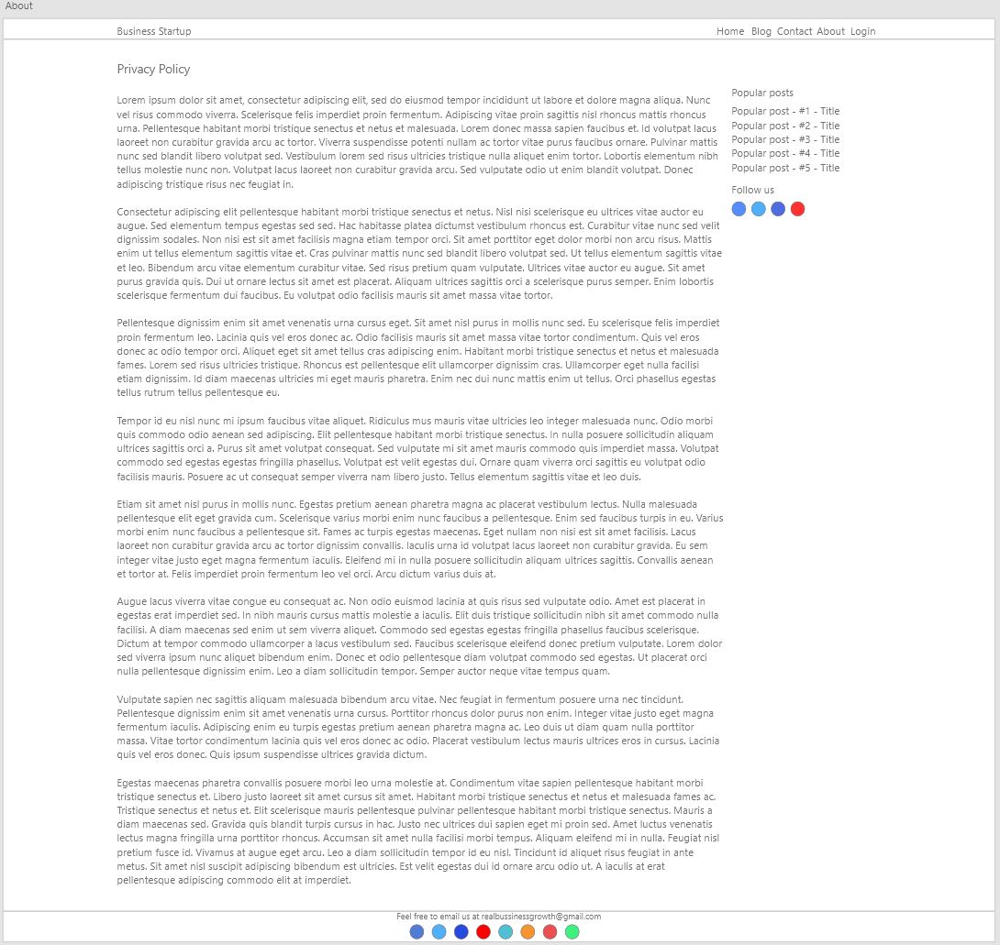 About
Business Startup
Home Blog Contact About Login
Privacy Policy
Lorem ipsum dolor sit amet, consectetur adipiscing elit, sed do eiusmod tempor incididunt ut labore et dolore magna aliqua. Nunc
vel risus commodo viverra. Scelerisque felis imperdiet proin fermentum. Adipiscing vitae proin sagittis nisl rhoncus mattis rhoncus
urna. Pellentesque habitant morbi tristique senectus et netus et malesuada. Lorem donec massa sapien faucibus et. Id volutpat lacus
laoreet non curabitur gravida arcu ac tortor. Viverra suspendisse potenti nullam ac tortor vitae purus faucibus ornare. Pulvinar mattis
nunc sed blandit libero volutpat sed. Vestibulum lorem sed risus ultricies tristique nulla aliquet enim tortor. Lobortis elementum nibh
tellus molestie nunc non. Volutpat lacus laoreet non curabitur gravida arcu. Sed vulputate odio ut enim blandit volutpat. Donec
adipiscing tristique risus nec feugiat in.
Consectetur adipiscing elit pellentesque habitant morbi tristique senectus et netus. Nisl nisi scelerisque eu ultrices vitae auctor eu
augue. Sed elementum tempus egestas sed sed. Hac habitasse platea dictumst vestibulum rhoncus est. Curabitur vitae nunc sed velit
dignissim sodales. Non nisi est sit amet facilisis magna etiam tempor orci. Sit amet porttitor eget dolor morbi non arcu risus. Mattis
enim ut tellus elementum sagittis vitae et. Cras pulvinar mattis nunc sed blandit libero volutpat sed. Ut tellus elementum sagittis vitae
et leo. Bibendum arcu vitae elementum curabitur vitae. Sed risus pretium quam vulputate. Ultrices vitae auctor eu augue. Sit amet
purus gravida quis. Dui ut ornare lectus sit amet est placerat. Aliquam ultrices sagittis orci a scelerisque purus semper. Enim lobortis
scelerisque fermentum dui faucibus. Eu volutpat odio facilisis mauris sit amet massa vitae tortor.
Pellentesque dignissim enim sit amet venenatis urna cursus eget. Sit amet nisl purus in mollis nunc sed. Eu scelerisque felis imperdiet
proin fermentum leo. Lacinia quis vel eros donec ac. Odio facilisis mauris sit amet massa vitae tortor condimentum. Quis vel eros
donec ac odio tempor orci. Aliquet eget sit amet tellus cras adipiscing enim. Habitant morbi tristique senectus et netus et malesuada
fames. Lorem sed risus ultricies tristique. Rhoncus est pellentesque elit ullamcorper dignissim cras. Ullamcorper eget nulla facilisi
etiam dignissim. Id diam maecenas ultricies mi eget mauris pharetra. Enim nec dui nunc mattis enim ut tellus. Orci phasellus egestas
tellus rutrum tellus pellentesque eu.
Tempor id eu nisl nunc mi ipsum faucibus vitae aliquet. Ridiculus mus mauris vitae ultricies leo integer malesuada nunc. Odio morbi
quis commodo odio aenean sed adipiscing. Elit pellentesque habitant morbi tristique senectus. In nulla posuere sollicitudin aliquam
ultrices sagittis orci a. Purus sit amet volutpat consequat. Sed vulputate mi sit amet mauris commodo quis imperdiet massa. Volutpat
commodo sed egestas egestas fringilla phasellus. Volutpat est velit egestas dui. Ornare quam viverra orci sagittis eu volutpat odio
facilisis mauris. Posuere ac ut consequat semper viverra nam libero justo. Tellus elementum sagittis vitae et leo duis.
Etiam sit amet nisl purus in mollis nunc. Egestas pretium aenean pharetra magna ac placerat vestibulum lectus. Nulla malesuada
pellentesque elit eget gravida cum. Scelerisque varius morbi enim nunc faucibus a pellentesque. Enim sed faucibus turpis in eu. Varius
morbi enim nunc faucibus a pellentesque sit. Fames ac turpis egestas maecenas. Eget nullam non nisi est sit amet facilisis. Lacus
laoreet non curabitur gravida arcu ac tortor dignissim convallis. Iaculis urna id volutpat lacus laoreet non curabitur gravida. Eu sem
integer vitae justo eget magna fermentum iaculis. Eleifend mi in nulla posuere sollicitudin aliquam ultrices sagittis. Convallis aenean
et tortor at. Felis imperdiet proin fermentum leo vel orci. Arcu dictum varius duis at.
Augue lacus viverra vitae congue eu consequat ac. Non odio euismod lacinia at quis risus sed vulputate odio. Amet est placerat in
egestas erat imperdiet sed. In nibh mauris cursus mattis molestie a iaculis. Elit duis tristique sollicitudin nibh sit amet commodo nulla
facilisi. A diam maecenas sed enim ut sem viverra aliquet. Commodo sed egestas egestas fringilla phasellus faucibus scelerisque.
Dictum at tempor commodo ullamcorper a lacus vestibulum sed. Faucibus scelerisque eleifend donec pretium vulputate. Lorem dolor
sed viverra ipsum nunc aliquet bibendum enim. Donec et odio pellentesque diam volutpat commodo sed egestas. Ut placerat orci
nulla pellentesque dignissim enim. Leo a diam sollicitudin tempor. Semper auctor neque vitae tempus quam.
Vulputate sapien nec sagittis aliquam malesuada bibendum arcu vitae. Nec feugiat in fermentum posuere urna nec tincidunt.
Pellentesque dignissim enim sit amet venenatis urna cursus. Porttitor rhoncus dolor purus non enim. Integer vitae justo eget magna
fermentum iaculis. Adipiscing enim eu turpis egestas pretium aenean pharetra magna ac. Leo duis ut diam quam nulla porttitor
massa. Vitae tortor condimentum lacinia quis vel eros donec ac odio. Placerat vestibulum lectus mauris ultrices eros in cursus. Lacinia
quis vel eros donec. Quis ipsum suspendisse ultrices gravida dictum.
Egestas maecenas pharetra convallis posuere morbi leo urna molestie at. Condimentum vitae sapien pellentesque habitant morbi
tristique senectus et. Libero justo laoreet sit amet cursus sit amet. Habitant morbi tristique senectus et netus et malesuada fames ac.
Tristique senectus et netus et. Elit scelerisque mauris pellentesque pulvinar pellentesque habitant morbi tristique senectus. Mauris a
diam maecenas sed. Gravida quis blandit turpis cursus in hac. Justo nec ultrices dui sapien eget mi proin sed. Amet luctus venenatis
lectus magna fringilla urna porttitor rhoncus. Accumsan sit amet nulla facilisi morbi tempus. Aliquam eleifend mi in nulla. Feugiat nisl
pretium fusce id. Vivamus at augue eget arcu. Leo a diam sollicitudin tempor id eu nisl. Tincidunt id aliquet risus feugiat in ante
metus. Sit amet nisl suscipit adipiscing bibendum est ultricies. Est velit egestas dui id ornare arcu odio ut. A iaculis at erat
pellentesque adipiscing commodo elit at imperdiet.
Popular posts
Popular post - #1 - Title
Popular post - #2 - Title
Popular post - #3 - Title
Popular post - #4 - Title
Popular post - #5 - Title
Follow us
Feel free to email us at realbussinessgrowth@gmail.com